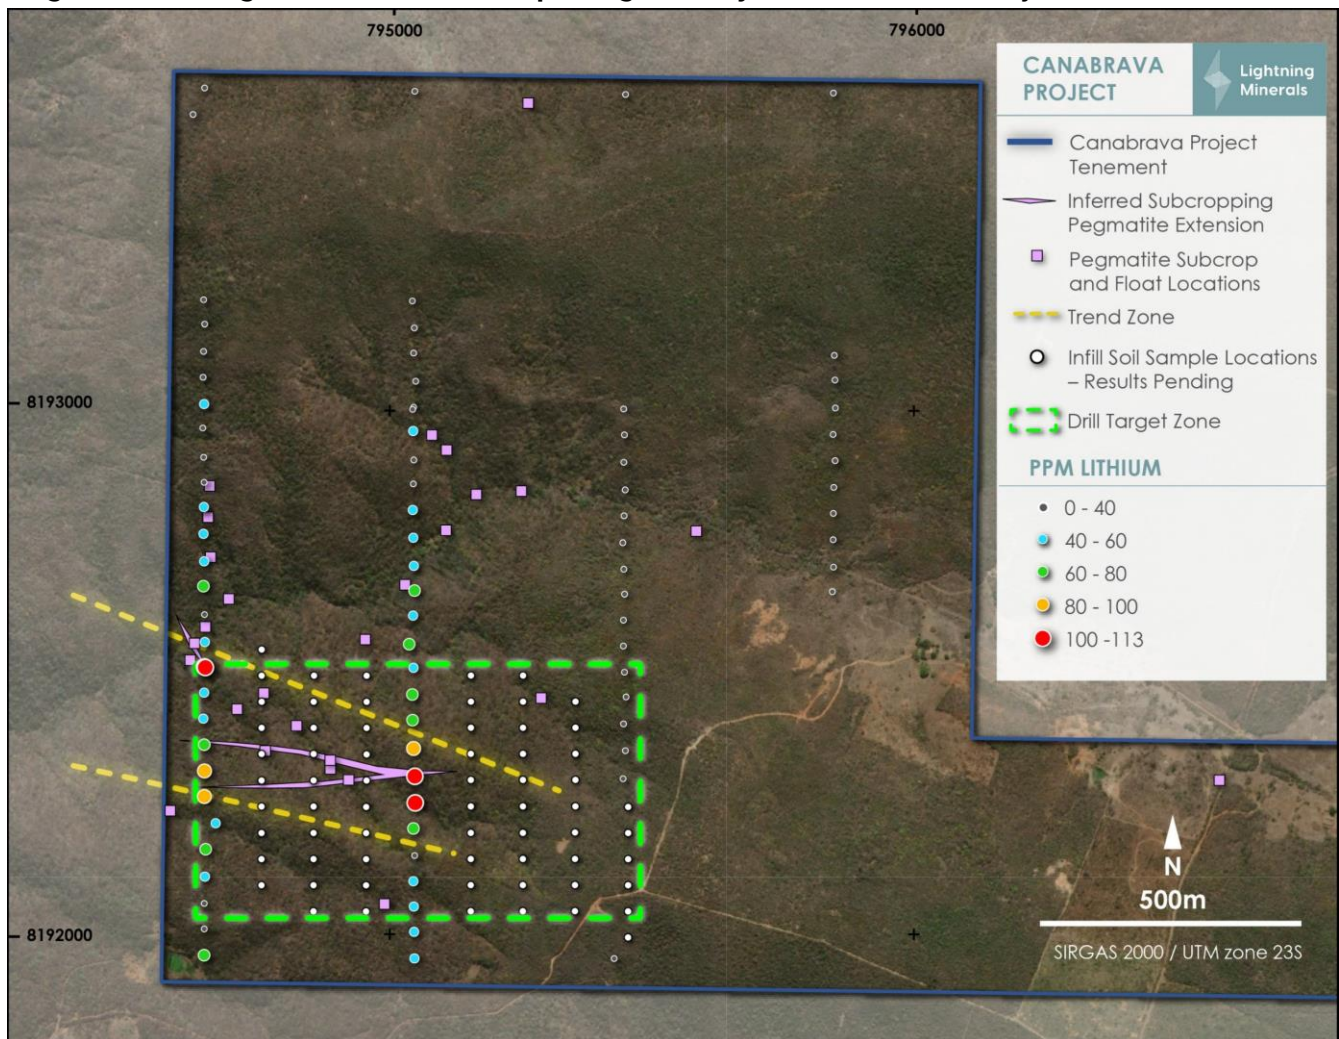 795000
796000
CANABRAVA
PROJECT
Lightning
Minerals
Canabrava Project
Tenement
Inferred Subcropping
Pegmatite Extension
Pegmatite Subcrop
and Float Locations
Trend Zone
Infill Soil Sample Locations
– Results Pending
Drill Target Zone
PPM LITHIUM
0 - 40
40 - 60
60 - 80
80 - 100
100 -113
8193000
8192000
N
500m
SIRGAS 2000 / UTM zone 23S